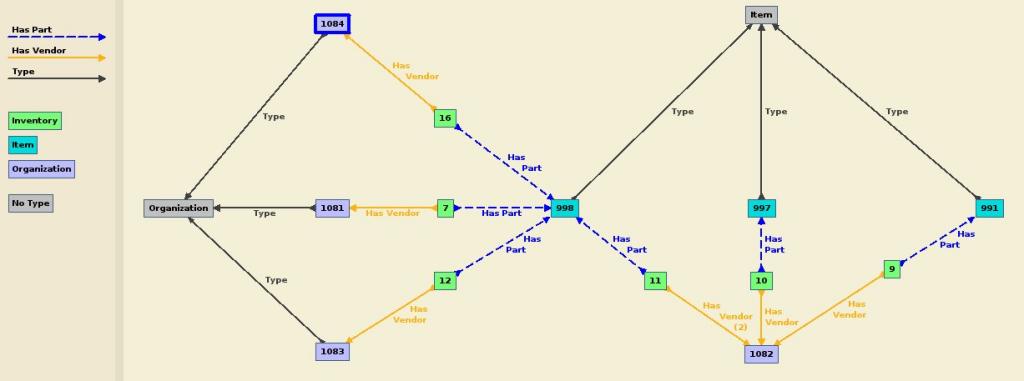 Has Part
Has Vendor
Type
Inventory
Item
Organization
No Type
1084
Item
Has
Vendor
16
Type
Type
Type
Type
Has
Part
Organization
Type
1081
Has Vendor
7
Has Part
998
997
991
Has
Part
Has
Part
Has
Part
Has
Part
Type
12
11
10
9
Has
Vendor
Has
Vendor
(2)
Has
Vendor
Has
Vendor
1083
1082